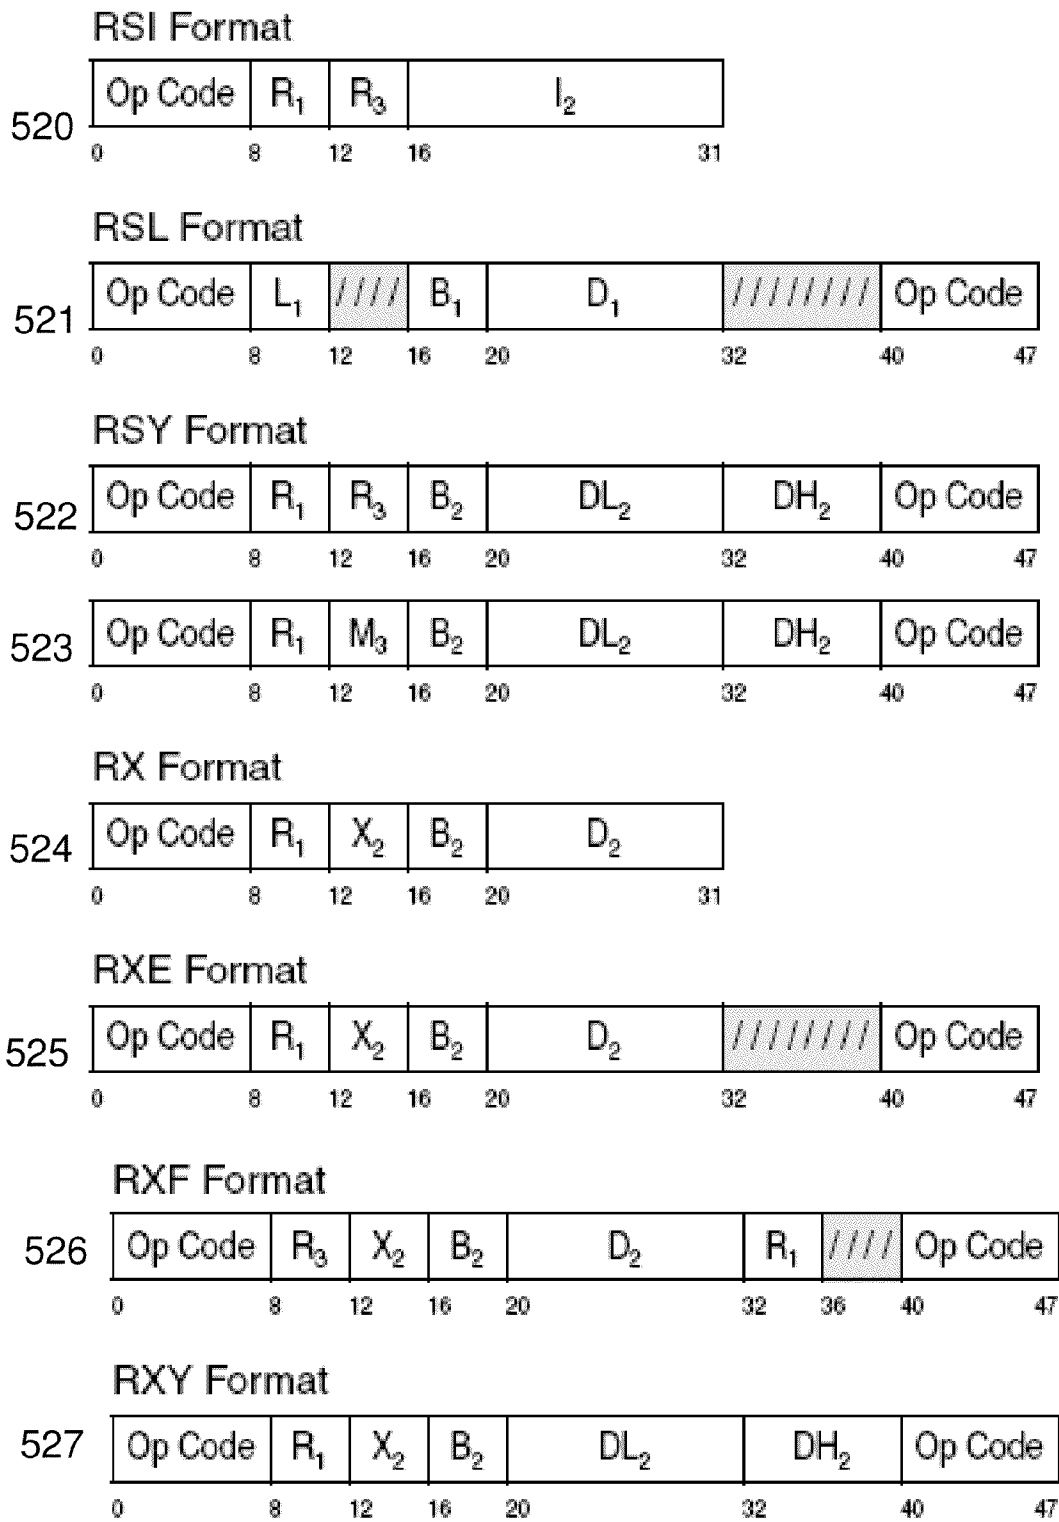 RSI Format
520 Op Code R₁ R₃ I₂
0 8 12 16 31
RSL Format
521 Op Code L₁ //// B₁ D₁ //////// Op Code
0 8 12 16 20 32 40 47
RSY Format
522 Op Code R₁ R₃ B₂ DL₂ DH₂ Op Code
0 8 12 16 20 32 40 47
523 Op Code R₁ M₃ B₂ DL₂ DH₂ Op Code
0 8 12 16 20 32 40 47
RX Format
524 Op Code R₁ X₂ B₂ D₂
0 8 12 16 20 31
RXE Format
525 Op Code R₁ X₂ B₂ D₂ //////// Op Code
0 8 12 16 20 32 40 47
RXF Format
526 Op Code R₃ X₂ B₂ D₂ R₁ //// Op Code
0 8 12 16 20 32 36 40 47
RXY Format
527 Op Code R₁ X₂ B₂ DL₂ DH₂ Op Code
0 8 12 16 20 32 40 47